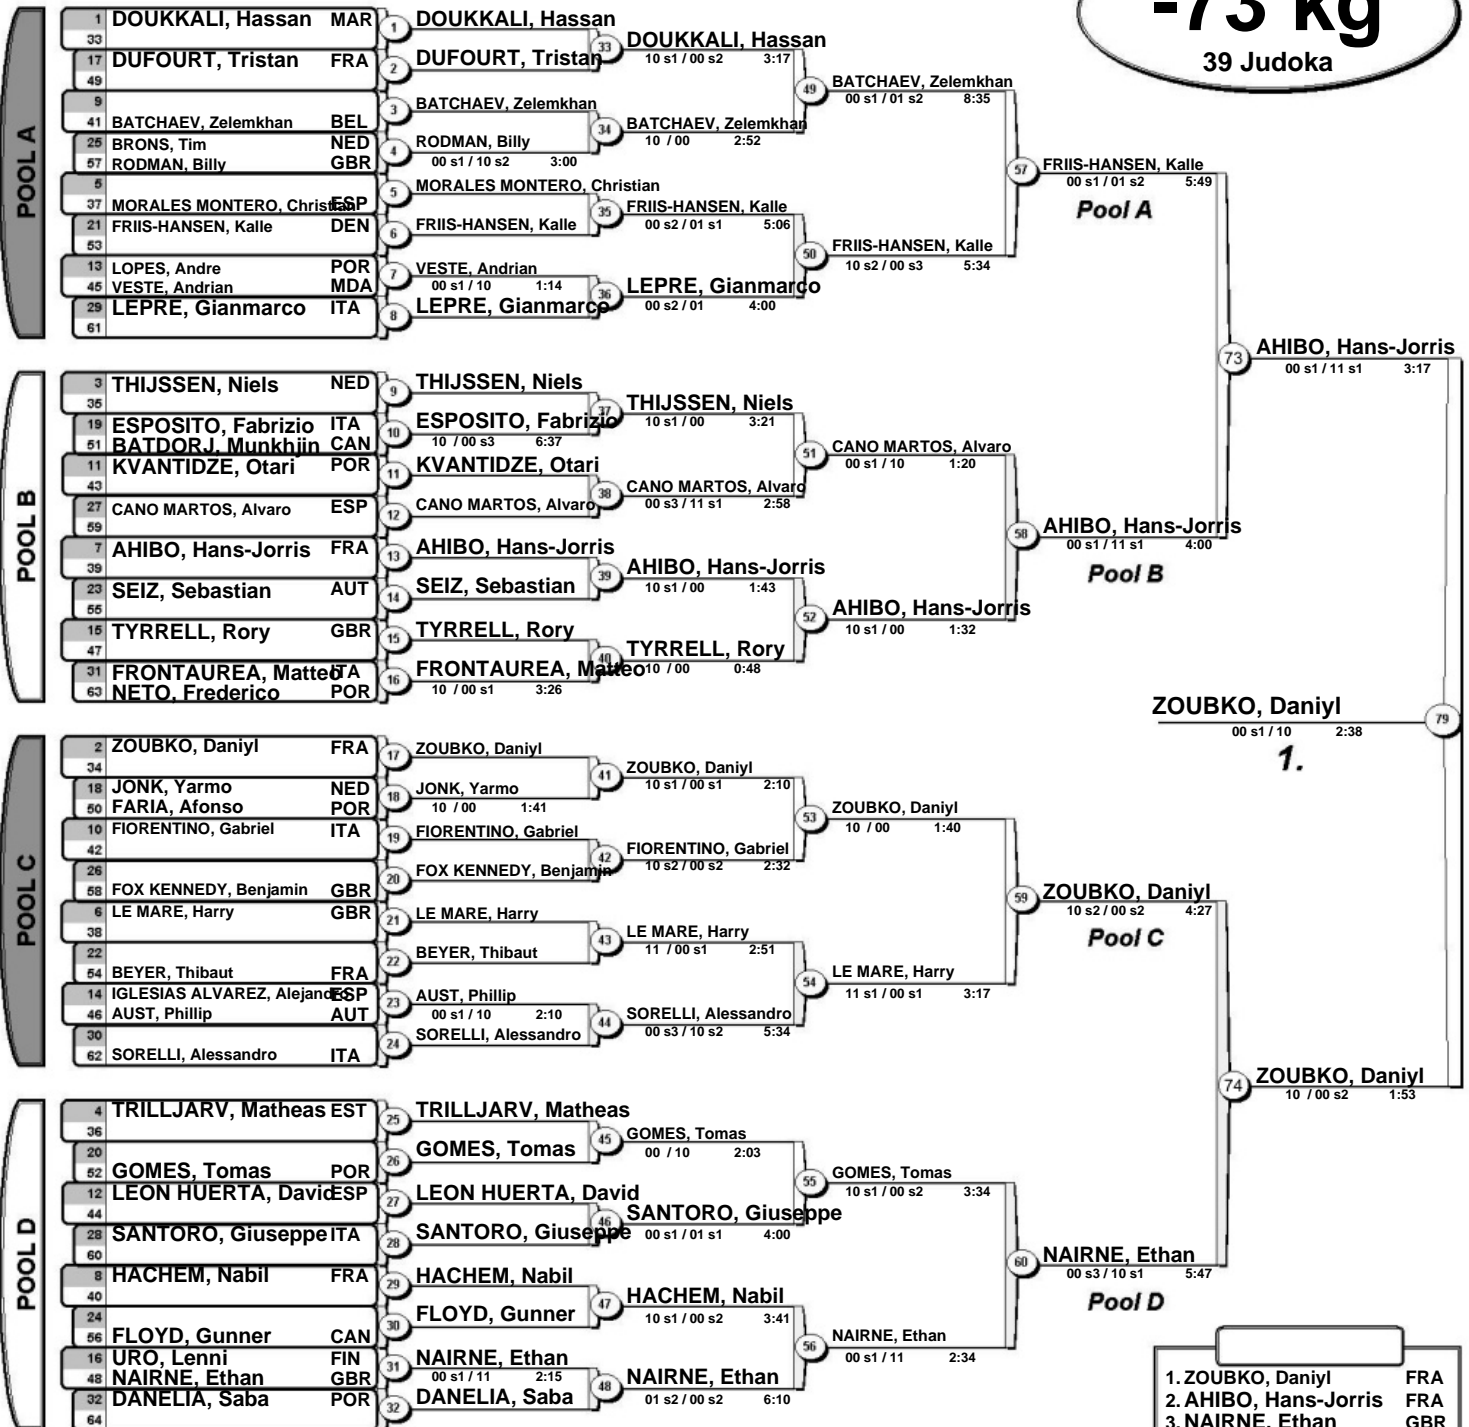 -73 kg
39 Judoka
POOL A
1 DOUKKALI, Hassan MAR
33
17 DUFOURT, Tristan FRA
49
9
41 BATCHAEV, Zelemkhan BEL
25 BRONS, Tim NED
57 RODMAN, Billy GBR
5
37 MORALES MONTERO, Christian ESP
21 FRIIS-HANSEN, Kalle DEN
53
13 LOPES, Andre POR
45 VESTE, Andrian MDA
29 LEPRE, Gianmarco ITA
61
1 DOUKKALI, Hassan
2 DUFOURT, Tristan
3 BATCHAEV, Zelemkhan
4 RODMAN, Billy
00 s1 / 10 s2 3:00
5 MORALES MONTERO, Christian
6 FRIIS-HANSEN, Kalle
7 VESTE, Andrian
00 s1 / 10 1:14
8 LEPRE, Gianmarco
33 DOUKKALI, Hassan
10 s1 / 00 s2 3:17
34 BATCHAEV, Zelemkhan
10 / 00 2:52
35 FRIIS-HANSEN, Kalle
00 s2 / 01 s1 5:06
36 LEPRE, Gianmarco
00 s2 / 01 4:00
49 BATCHAEV, Zelemkhan
00 s1 / 01 s2 8:35
50 FRIIS-HANSEN, Kalle
10 s2 / 00 s3 5:34
57 FRIIS-HANSEN, Kalle
00 s1 / 01 s2 5:49
Pool A
POOL B
3 THIJSSEN, Niels NED
35
19 ESPOSITO, Fabrizio ITA
51 BATDORJ, Munkhjin CAN
11 KVANTIDZE, Otari POR
43
27 CANO MARTOS, Alvaro ESP
59
7 AHIBO, Hans-Jorris FRA
39
23 SEIZ, Sebastian AUT
55
15 TYRRELL, Rory GBR
47
31 FRONTAUREA, Matteo ITA
63 NETO, Frederico POR
9 THIJSSEN, Niels
10 ESPOSITO, Fabrizio
10 / 00 s3 6:37
11 KVANTIDZE, Otari
12 CANO MARTOS, Alvaro
13 AHIBO, Hans-Jorris
14 SEIZ, Sebastian
15 TYRRELL, Rory
16 FRONTAUREA, Matteo
10 / 00 s1 3:26
37 THIJSSEN, Niels
10 s1 / 00 3:21
38 CANO MARTOS, Alvaro
00 s3 / 11 s1 2:58
39 AHIBO, Hans-Jorris
10 s1 / 00 1:43
40 TYRRELL, Rory
10 / 00 0:48
51 CANO MARTOS, Alvaro
00 s1 / 10 1:20
52 AHIBO, Hans-Jorris
10 s1 / 00 1:32
58 AHIBO, Hans-Jorris
00 s1 / 11 s1 4:00
Pool B
73 AHIBO, Hans-Jorris
00 s1 / 11 s1 3:17
ZOUBKO, Daniyl 79
00 s1 / 10 2:38
1.
POOL C
2 ZOUBKO, Daniyl FRA
34
18 JONK, Yarmo NED
50 FARIA, Afonso POR
10 FIORENTINO, Gabriel ITA
42
26
58 FOX KENNEDY, Benjamin GBR
6 LE MARE, Harry GBR
38
22
54 BEYER, Thibaut FRA
14 IGLESIAS ALVAREZ, Alejandro ESP
46 AUST, Phillip AUT
30
62 SORELLI, Alessandro ITA
17 ZOUBKO, Daniyl
18 JONK, Yarmo
10 / 00 1:41
19 FIORENTINO, Gabriel
20 FOX KENNEDY, Benjamin
21 LE MARE, Harry
22 BEYER, Thibaut
23 AUST, Phillip
00 s1 / 10 2:10
24 SORELLI, Alessandro
41 ZOUBKO, Daniyl
10 s1 / 00 s1 2:10
42 FIORENTINO, Gabriel
10 s2 / 00 s2 2:32
43 LE MARE, Harry
11 / 00 s1 2:51
44 SORELLI, Alessandro
00 s3 / 10 s2 5:34
53 ZOUBKO, Daniyl
10 / 00 1:40
54 LE MARE, Harry
11 s1 / 00 s1 3:17
59 ZOUBKO, Daniyl
10 s2 / 00 s2 4:27
Pool C
POOL D
4 TRILLJARV, Matheas EST
36
20
52 GOMES, Tomas POR
12 LEON HUERTA, David ESP
44
28 SANTORO, Giuseppe ITA
60
8 HACHEM, Nabil FRA
40
24
56 FLOYD, Gunner CAN
16 URO, Lenni FIN
48 NAIRNE, Ethan GBR
32 DANELIA, Saba POR
64
25 TRILLJARV, Matheas
26 GOMES, Tomas
27 LEON HUERTA, David
28 SANTORO, Giuseppe
29 HACHEM, Nabil
30 FLOYD, Gunner
31 NAIRNE, Ethan
00 s1 / 11 2:15
32 DANELIA, Saba
45 GOMES, Tomas
00 / 10 2:03
46 SANTORO, Giuseppe
00 s1 / 01 s1 4:00
47 HACHEM, Nabil
10 s1 / 00 s2 3:41
48 NAIRNE, Ethan
01 s2 / 00 s2 6:10
55 GOMES, Tomas
10 s1 / 00 s2 3:34
56 NAIRNE, Ethan
00 s1 / 11 2:34
60 NAIRNE, Ethan
00 s3 / 10 s1 5:47
Pool D
74 ZOUBKO, Daniyl
10 / 00 s2 1:53
1. ZOUBKO, Daniyl FRA
2. AHIBO, Hans-Jorris FRA
3. NAIRNE, Ethan GBR